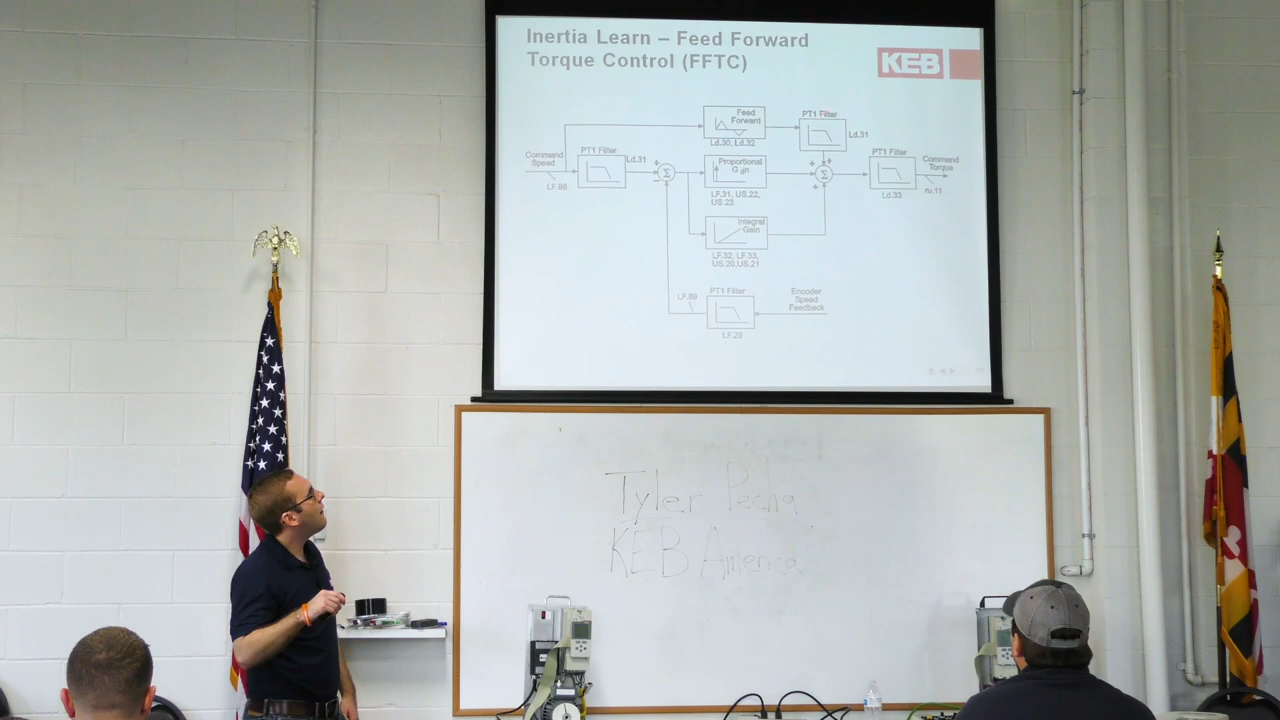 Inertia Learn – Feed Forward
Torque Control (FFTC)
KEB
Feed
Forward
Ld.30, Ld.32
PT1 Filter
Ld.31
Command
Speed
LF.88
PT1 Filter
Ld.31
+
−
Σ
Proportional
Gain
LF.31, US.22,
US.23
+
+
+
Σ
PT1 Filter
Ld.33
Command
Torque
ru.11
Integral
Gain
LF.32, LF.33,
US.20,US.21
LF.89
PT1 Filter
LF.29
Encoder
Speed
Feedback
Tyler Pecha
KEB America